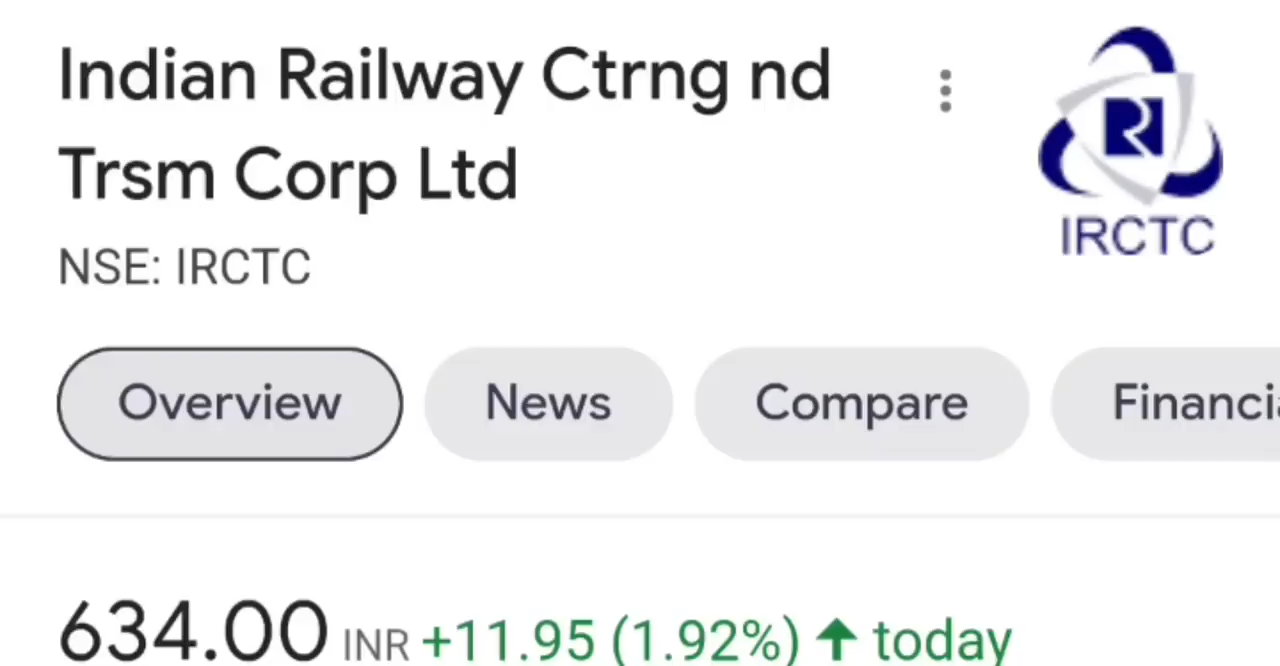 Indian Railway Ctrng nd
Trsm Corp Ltd
IRCTC
NSE: IRCTC
Overview
News
Compare
Financi
634.00 INR +11.95 (1.92%) ↑ today